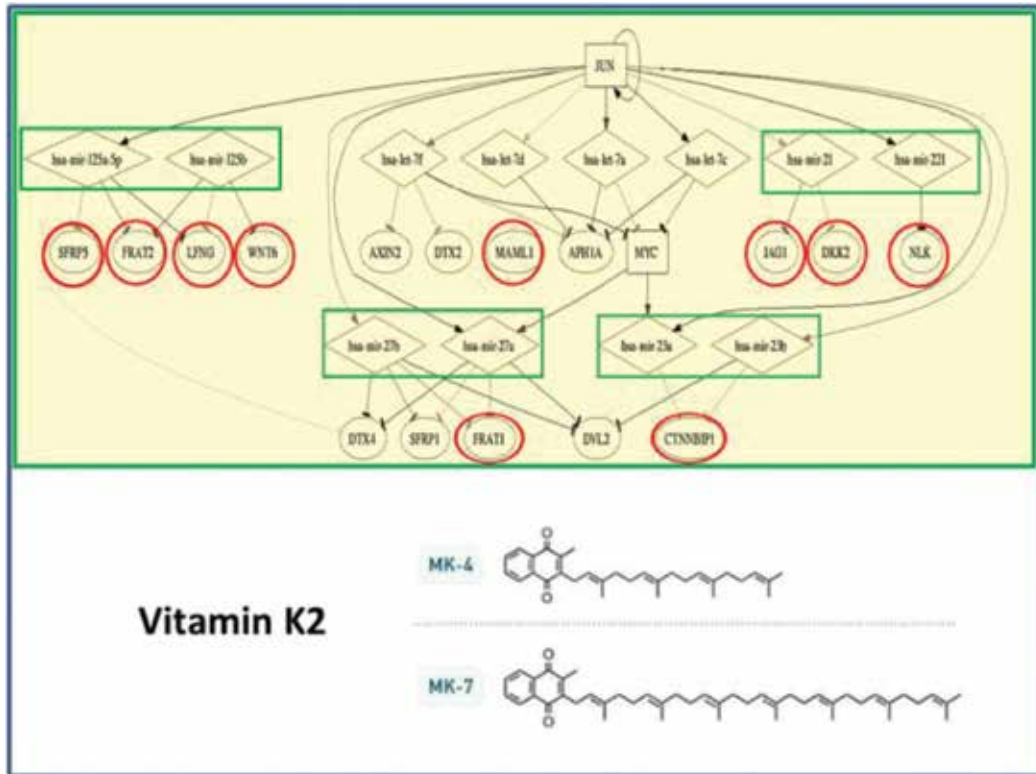 JUN
hsa-mir-125a-5p hsa-mir-125b hsa-let-7f hsa-let-7d hsa-let-7a hsa-let-7c hsa-mir-21 hsa-mir-221
SFRP5 FRAT2 LFNG WNT6 AXIN2 DTX2 MAML1 APH1A MYC JAG1 DKK2 NLK
hsa-mir-27b hsa-mir-27a hsa-mir-23a hsa-mir-23b
DTX4 SFRP1 FRAT1 DVL2 CTNNBIP1
MK-4
O
O
Vitamin K2
MK-7
O
O